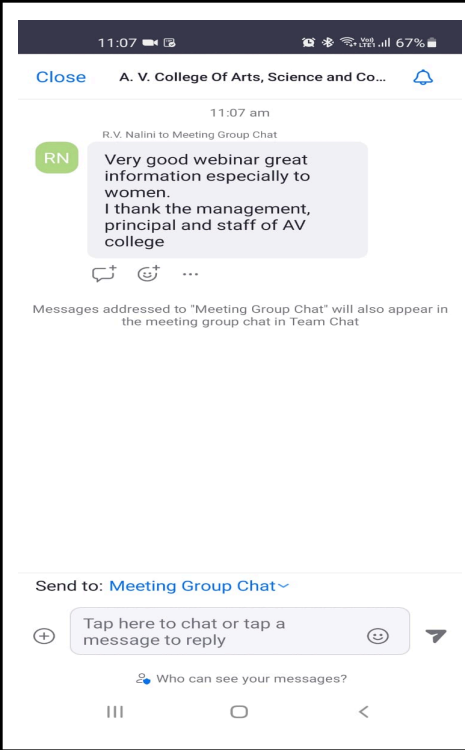 11:07 Vo)) LTE1 67%
Close A. V. College Of Arts, Science and Co...
11:07 am
R.V. Nalini to Meeting Group Chat
RN
Very good webinar great
information especially to
women.
I thank the management,
principal and staff of AV
college
Messages addressed to "Meeting Group Chat" will also appear in
the meeting group chat in Team Chat
Send to: Meeting Group Chat
Tap here to chat or tap a
message to reply
Who can see your messages?